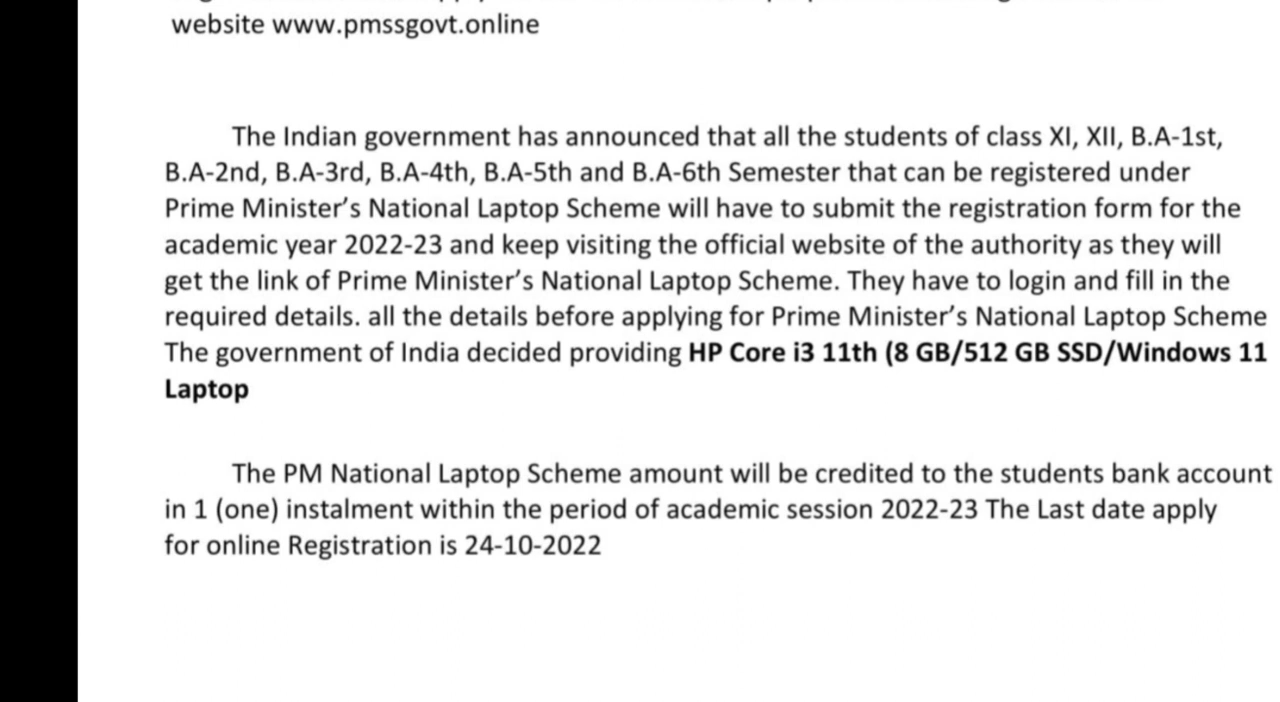 website www.pmssgovt.online
The Indian government has announced that all the students of class XI, XII, B.A-1st,
B.A-2nd, B.A-3rd, B.A-4th, B.A-5th and B.A-6th Semester that can be registered under
Prime Minister's National Laptop Scheme will have to submit the registration form for the
academic year 2022-23 and keep visiting the official website of the authority as they will
get the link of Prime Minister's National Laptop Scheme. They have to login and fill in the
required details. all the details before applying for Prime Minister's National Laptop Scheme
The government of India decided providing HP Core i3 11th (8 GB/512 GB SSD/Windows 11
Laptop
The PM National Laptop Scheme amount will be credited to the students bank account
in 1 (one) instalment within the period of academic session 2022-23 The Last date apply
for online Registration is 24-10-2022